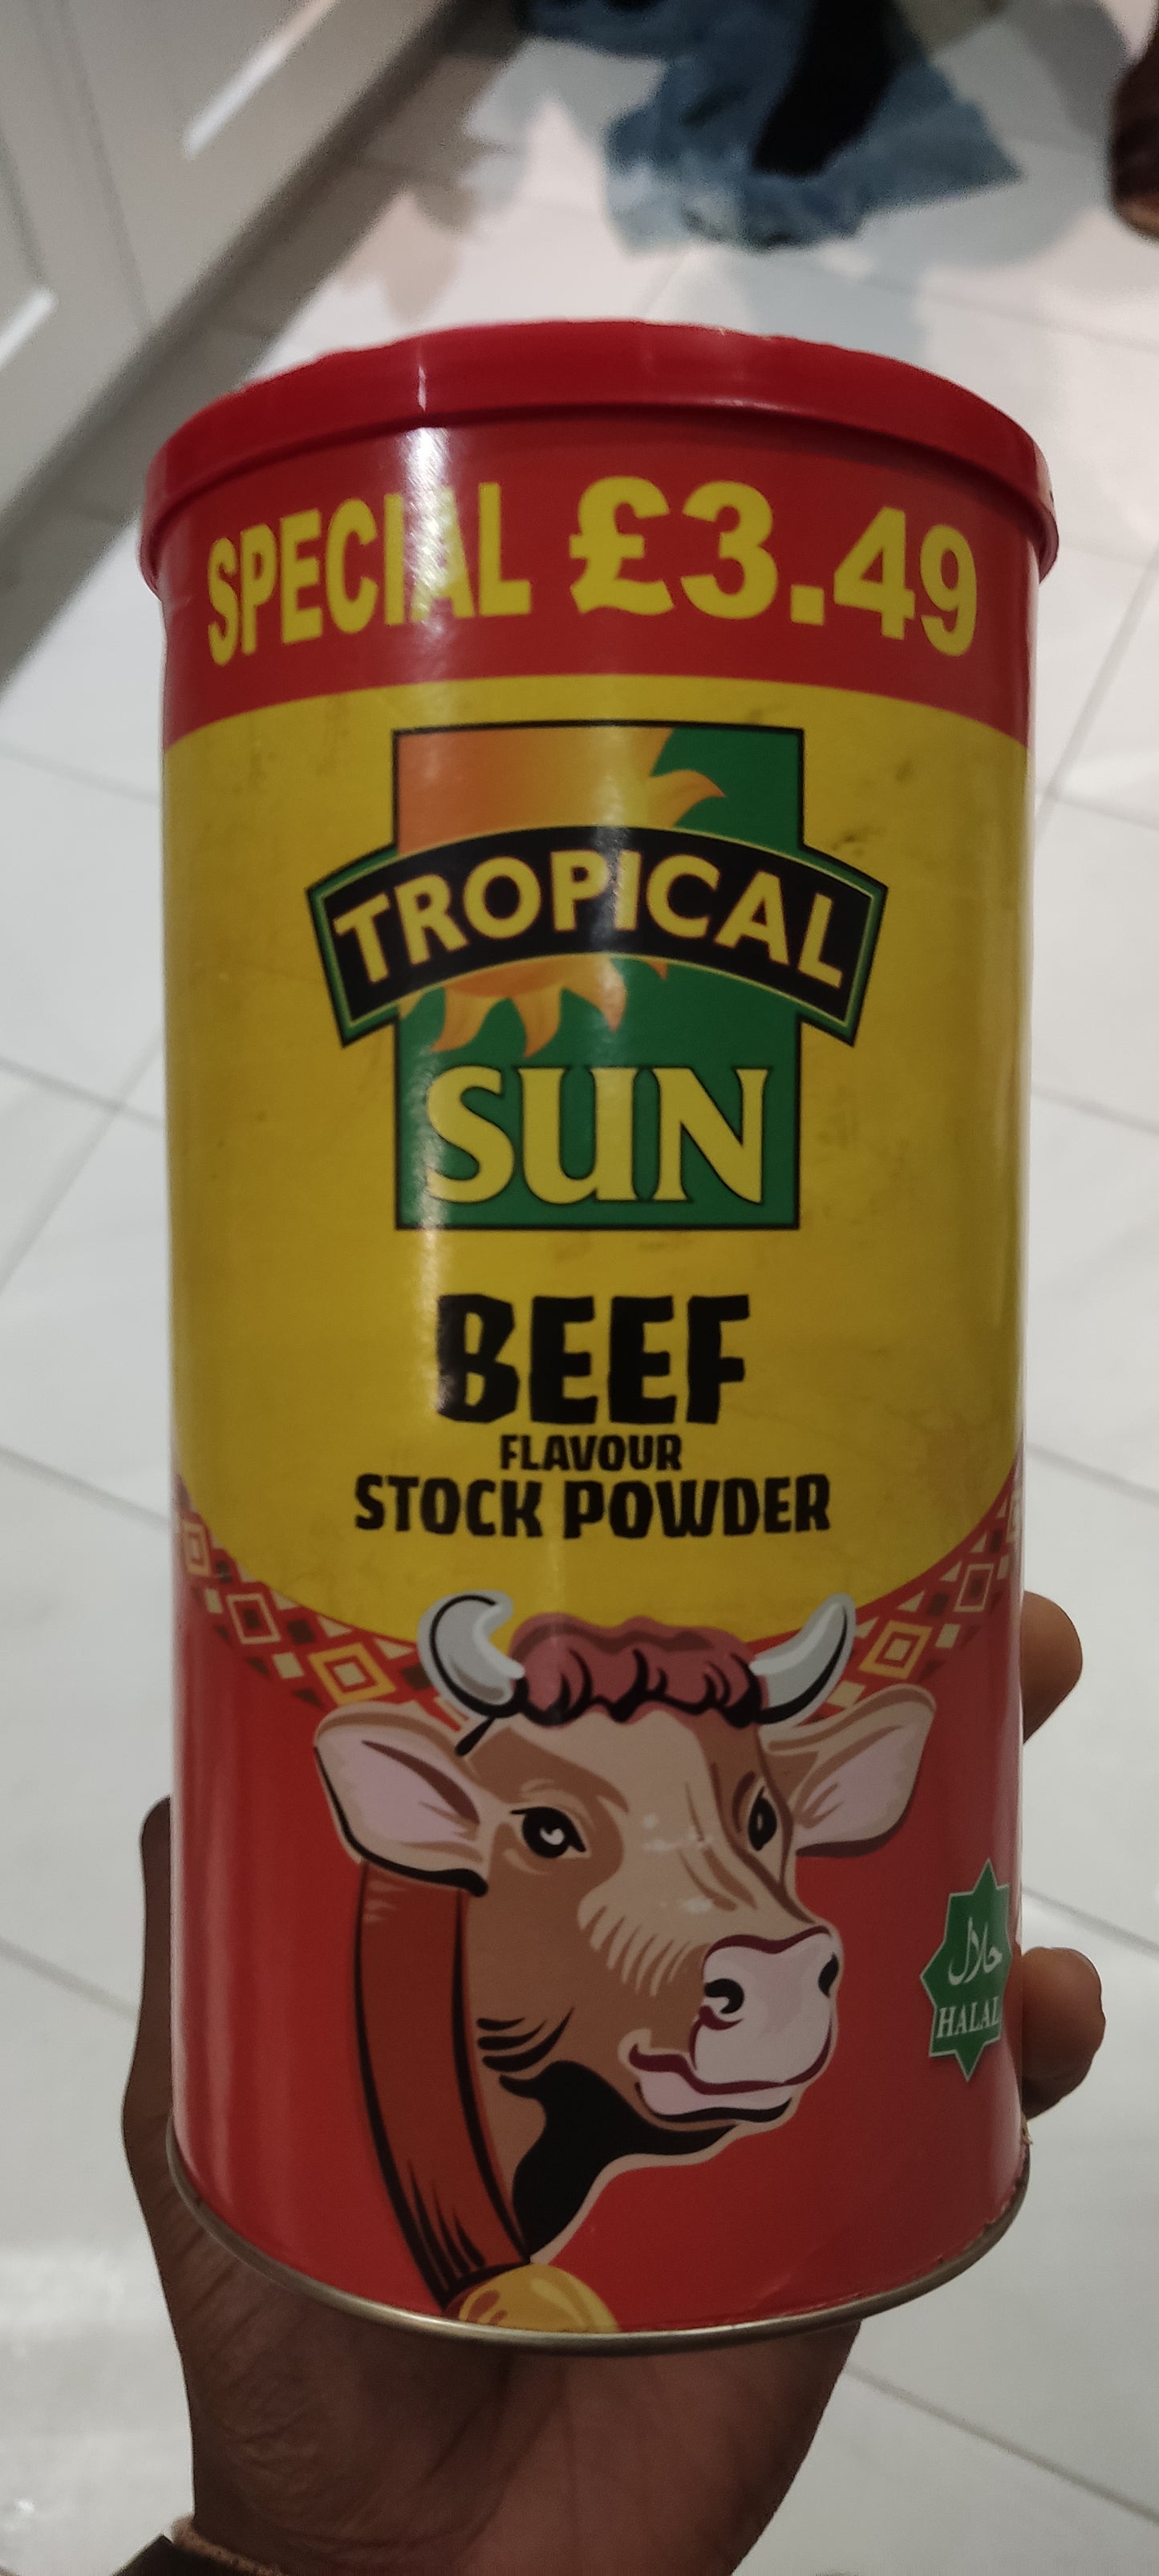 SPECIAL £3.49
TROPICAL
SUN
BEEF
FLAVOUR
STOCK POWDER
حلال
HALAL